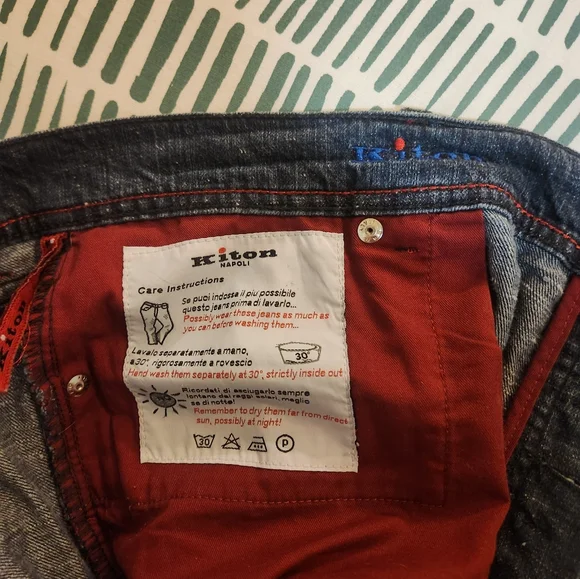 Kiton
Kiton
NAPOLI
Care Instructions
Se puoi indossa il più possibile
questo jeans prima di lavarlo...
Possibly wear these jeans as much as
you can before washing them...
Lavalo separatamente a mano,
a 30°, rigorosamente a rovescio
30°
Hand wash them separately at 30°, strictly inside out
Ricordati di asciugarlo sempre
lontano dai raggi solari, meglio
se di notte!
Remember to dry them far from direct
sun, possibly at night!
30 P
Kiton